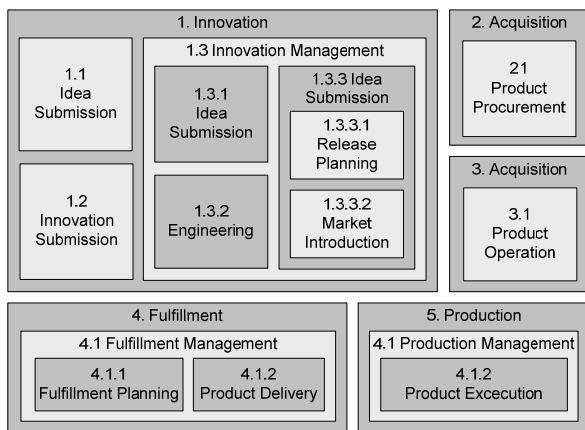 1. Innovation
1.1
Idea
Submission
1.2
Innovation
Submission
1.3 Innovation Management
1.3.1
Idea
Submission
1.3.2
Engineering
1.3.3 Idea
Submission
1.3.3.1
Release
Planning
1.3.3.2
Market
Introduction
2. Acquisition
21
Product
Procurement
3. Acquisition
3.1
Product
Operation
4. Fulfillment
4.1 Fulfillment Management
4.1.1
Fulfillment Planning
4.1.2
Product Delivery
5. Production
4.1 Production Management
4.1.2
Product Excecution